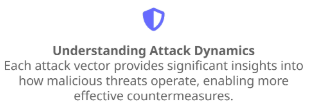 Understanding Attack Dynamics
Each attack vector provides significant insights into
how malicious threats operate, enabling more
effective countermeasures.